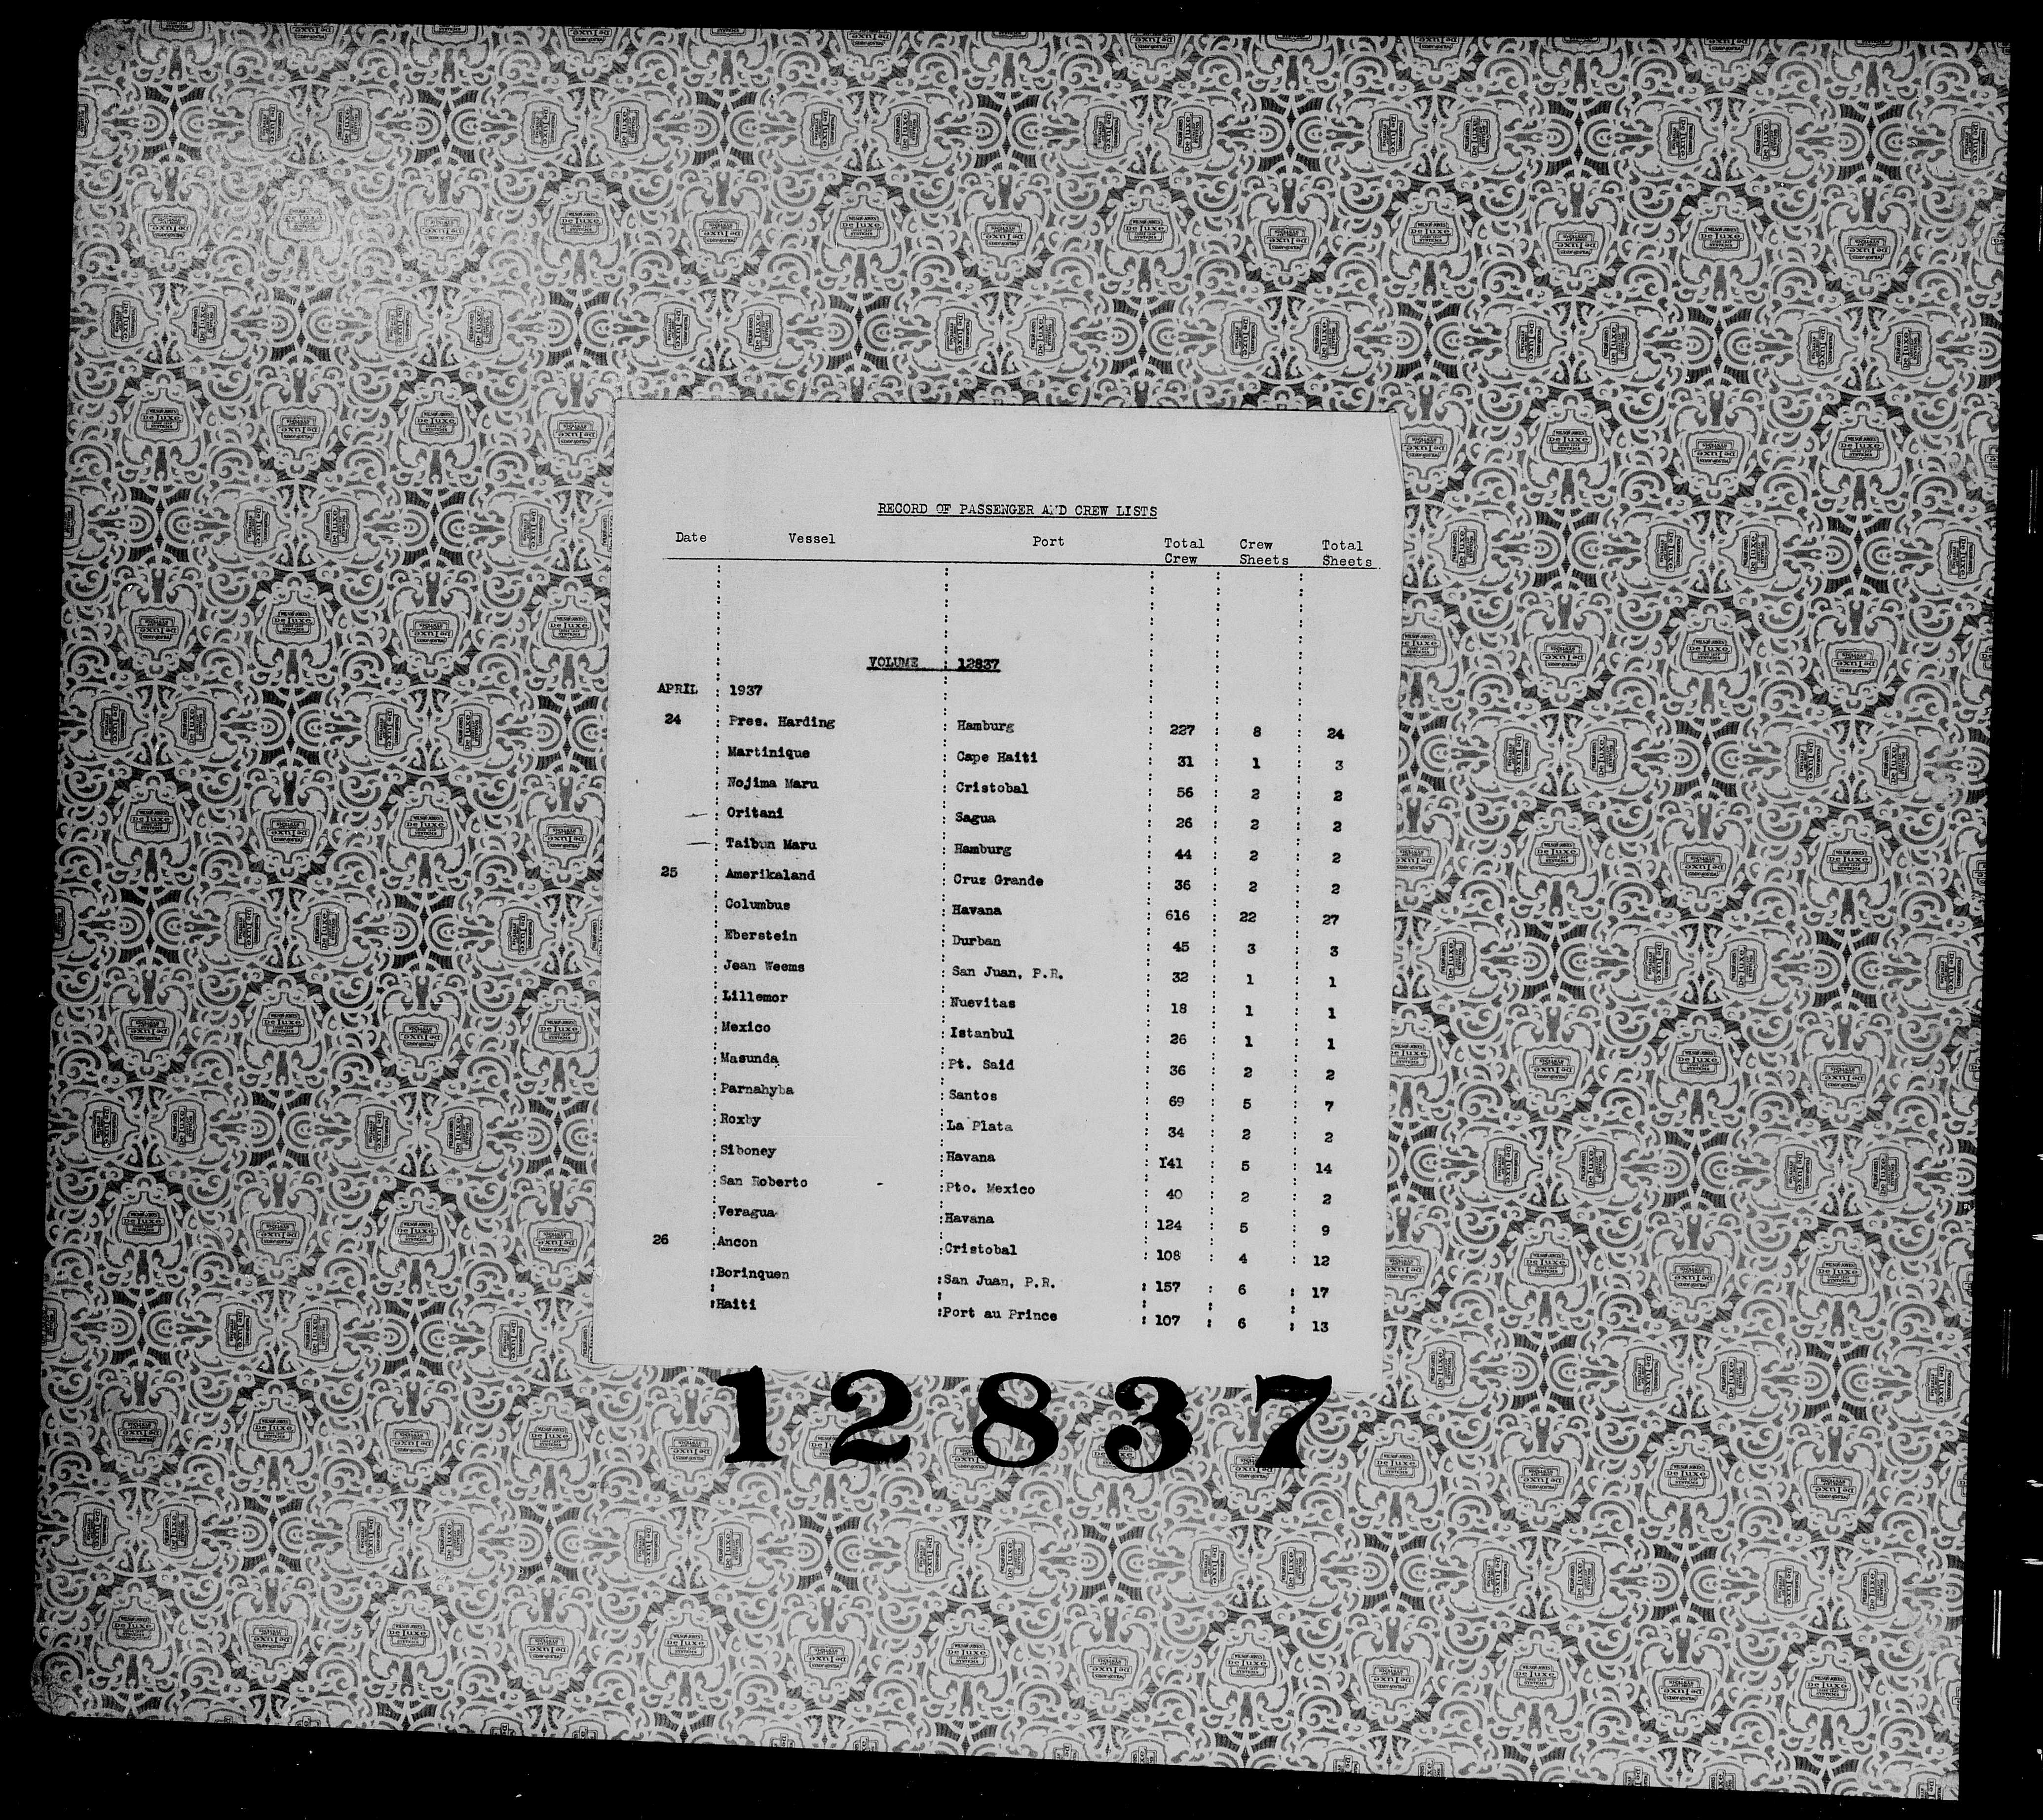 RECORD OF PASSENGER AND CREW LISTS
Date Vessel Port Total Crew Crew Sheets Total Sheets
VOLUME : 12837
APRIL : 1937
24 : Pres. Harding : Hamburg : 227 : 8 : 24
: Martinique : Cape Haiti : 31 : 1 : 3
: Nojima Maru : Cristobal : 56 : 2 : 2
— : Oritani : Sagua : 26 : 2 : 2
— : Taibun Maru : Hamburg : 44 : 2 : 2
25 : Amerikaland : Cruz Grande : 36 : 2 : 2
: Columbus : Havana : 616 : 22 : 27
: Eberstein : Durban : 45 : 3 : 3
: Jean Weems : San Juan, P.R. : 32 : 1 : 1
: Lillemor : Nuevitas : 18 : 1 : 1
: Mexico : Istanbul : 26 : 1 : 1
: Masunda : Pt. Said : 36 : 2 : 2
: Parnahyba : Santos : 69 : 5 : 7
: Roxby : La Plata : 34 : 2 : 2
: Siboney : Havana : 141 : 5 : 14
: San Roberto - : Pto. Mexico : 40 : 2 : 2
: Veragua : Havana : 124 : 5 : 9
26 : Ancon : Cristobal : 108 : 4 : 12
: Borinquen : San Juan, P.R. : 157 : 6 : 17
: Haiti : Port au Prince : 107 : 6 : 13
12837